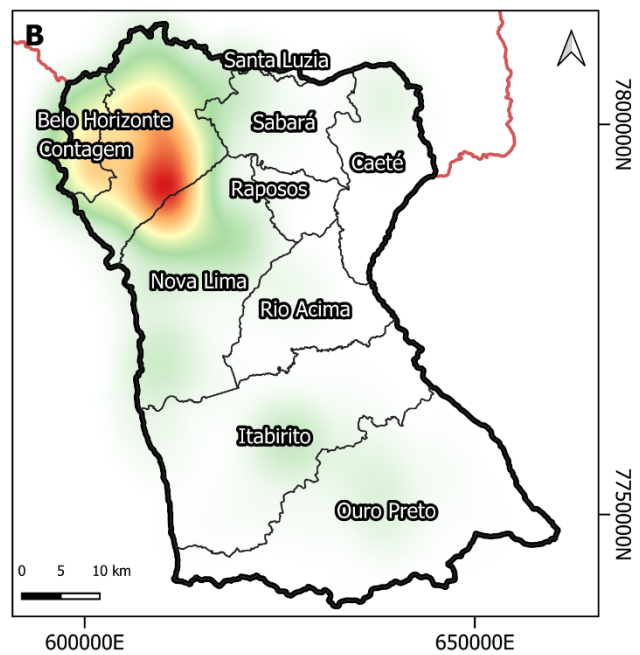 B
Santa Luzia
Belo Horizonte
Sabará
Contagem
Caeté
Raposos
Nova Lima
Rio Acima
Itabirito
Ouro Preto
0 5 10 km
600000E 650000E
7800000N
7750000N